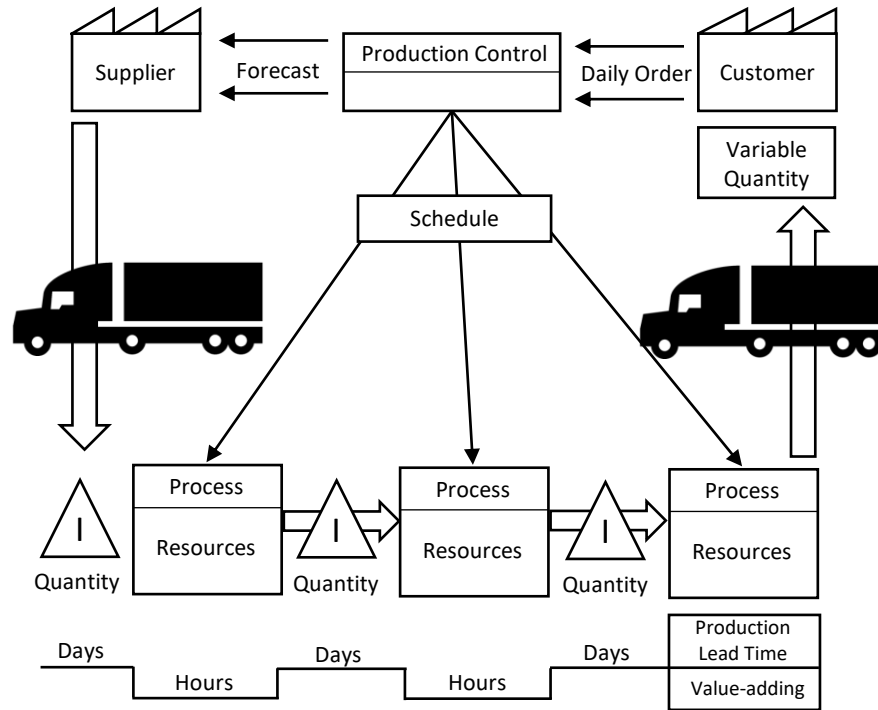 Supplier
Forecast
Production Control
Daily Order
Customer
Variable
Quantity
Schedule
I
Quantity
Process
Resources
I
Quantity
Process
Resources
I
Quantity
Process
Resources
Days
Hours
Days
Hours
Days
Production
Lead Time
Value-adding